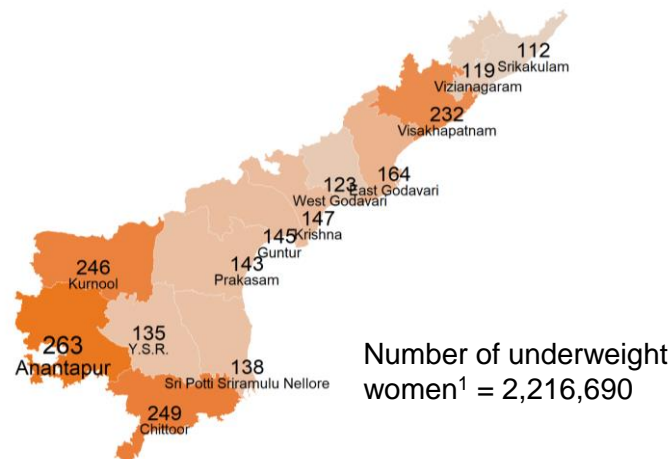 112
Srikakulam
119
Vizianagaram
232
Visakhapatnam
164
East Godavari
123
West Godavari
147
Krishna
145
Guntur
143
Prakasam
246
Kurnool
263
Anantapur
135
Y.S.R.
138
Sri Potti Sriramulu Nellore
249
Chittoor
Number of underweight
women¹ = 2,216,690